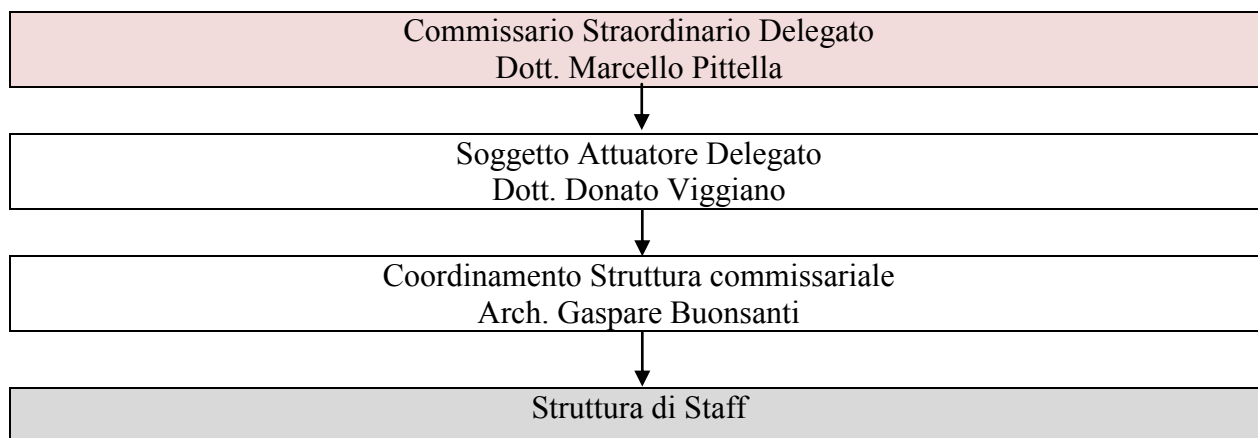 Commissario Straordinario Delegato
Dott. Marcello Pittella
Soggetto Attuatore Delegato
Dott. Donato Viggiano
Coordinamento Struttura commissariale
Arch. Gaspare Buonsanti
Struttura di Staff